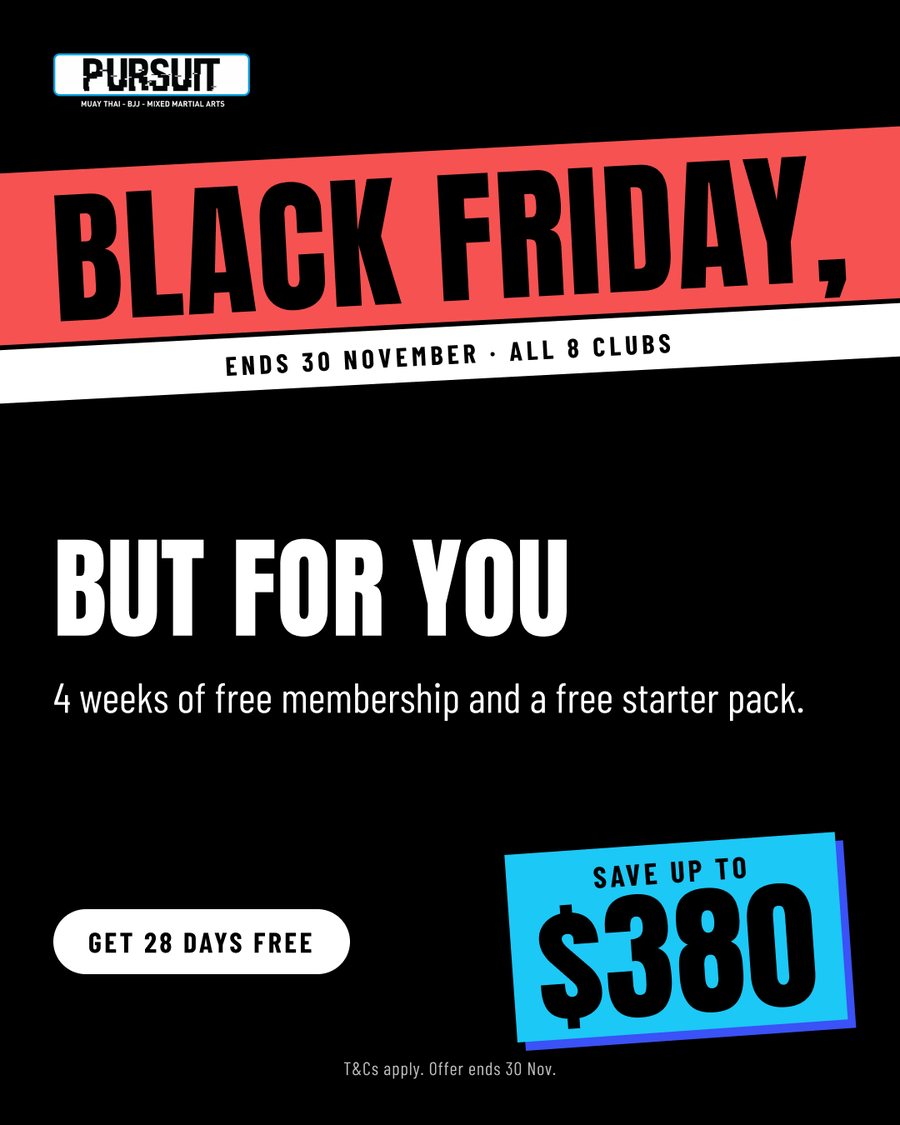 PURSUIT
MUAY THAI - BJJ - MIXED MARTIAL ARTS
BLACK FRIDAY,
ENDS 30 NOVEMBER · ALL 8 CLUBS
BUT FOR YOU
4 weeks of free membership and a free starter pack.
SAVE UP TO
$380
GET 28 DAYS FREE
T&Cs apply. Offer ends 30 Nov.